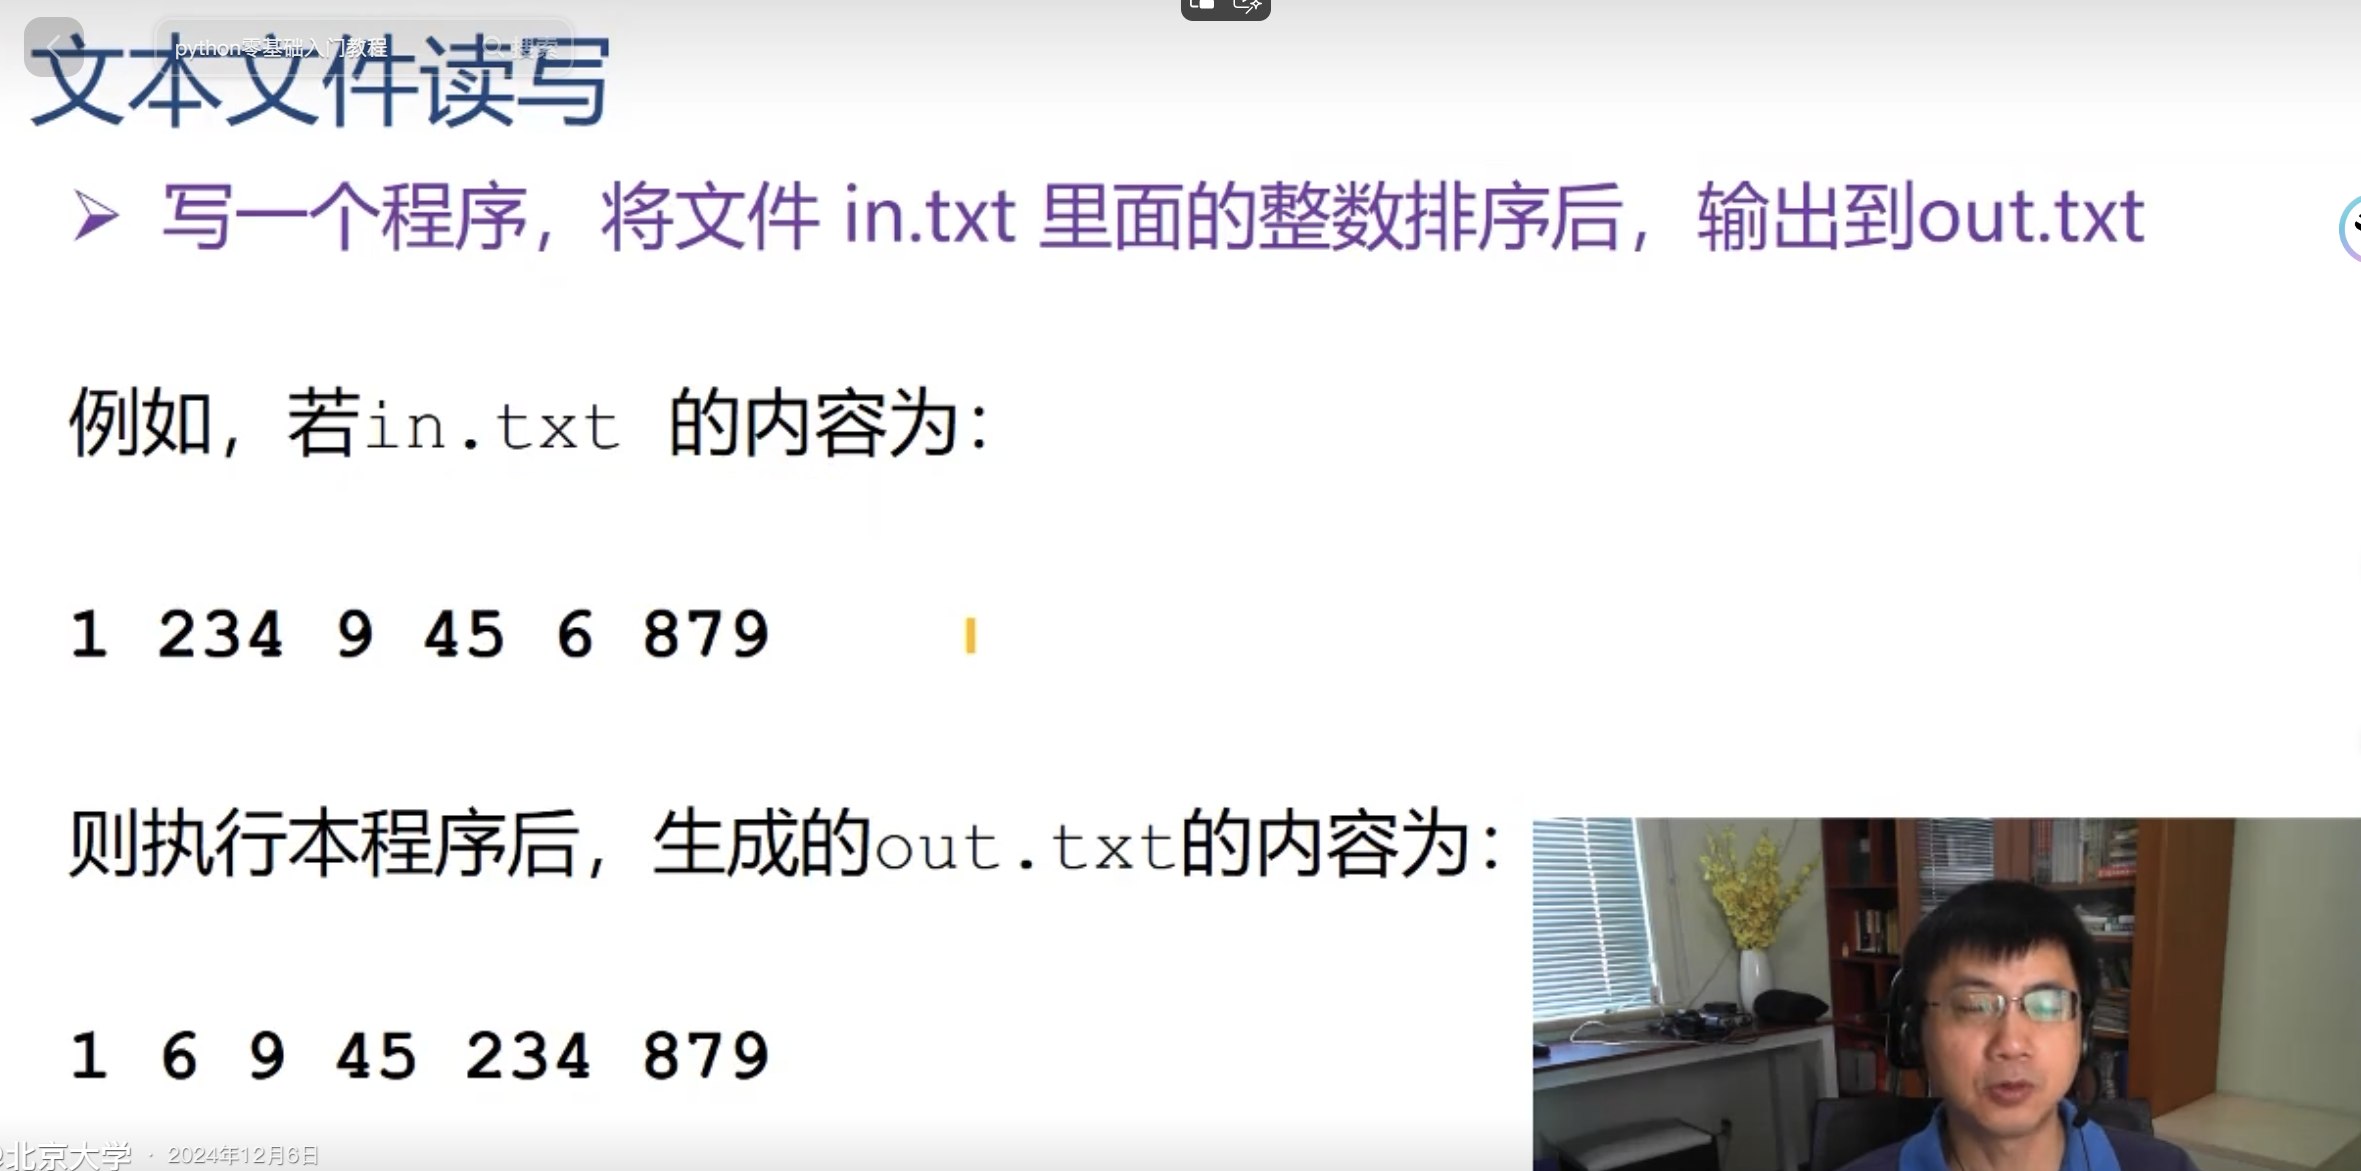 python零基础入门教程 搜索
文本文件读写
➢ 写一个程序，将文件 in.txt 里面的整数排序后，输出到out.txt
例如，若in.txt 的内容为：
1 234 9 45 6 879
则执行本程序后，生成的out.txt的内容为：
1 6 9 45 234 879
北京大学 · 2024年12月6日